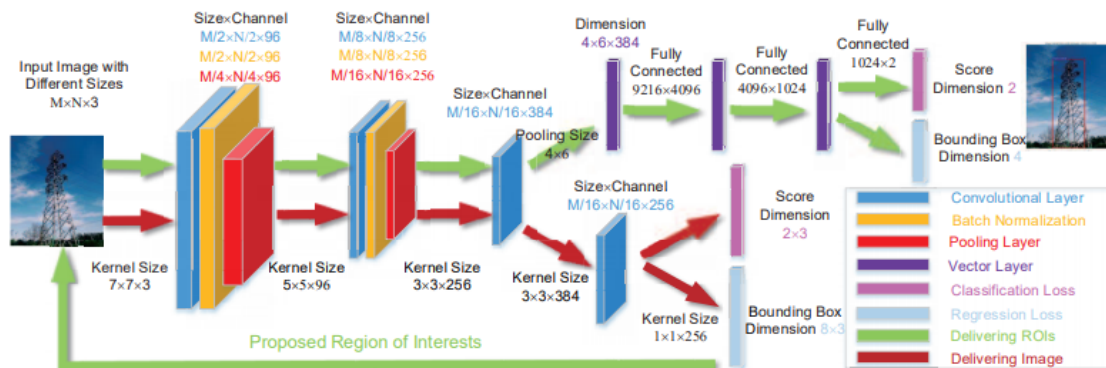 Input Image with
Different Sizes
M×N×3
Size×Channel
M/2×N/2×96
M/2×N/2×96
M/4×N/4×96
Size×Channel
M/8×N/8×256
M/8×N/8×256
M/16×N/16×256
Size×Channel
M/16×N/16×384
Dimension
4×6×384
Fully
Connected
9216×4096
Fully
Connected
4096×1024
Fully
Connected
1024×2
Score
Dimension 2
Pooling Size
4×6
Bounding Box
Dimension 4
Size×Channel
M/16×N/16×256
Score
Dimension
2×3
Kernel Size
7×7×3
Kernel Size
5×5×96
Kernel Size
3×3×256
Kernel Size
3×3×384
Kernel Size
1×1×256
Bounding Box
Dimension 8×3
Proposed Region of Interests
Convolutional Layer
Batch Normalization
Pooling Layer
Vector Layer
Classification Loss
Regression Loss
Delivering ROIs
Delivering Image